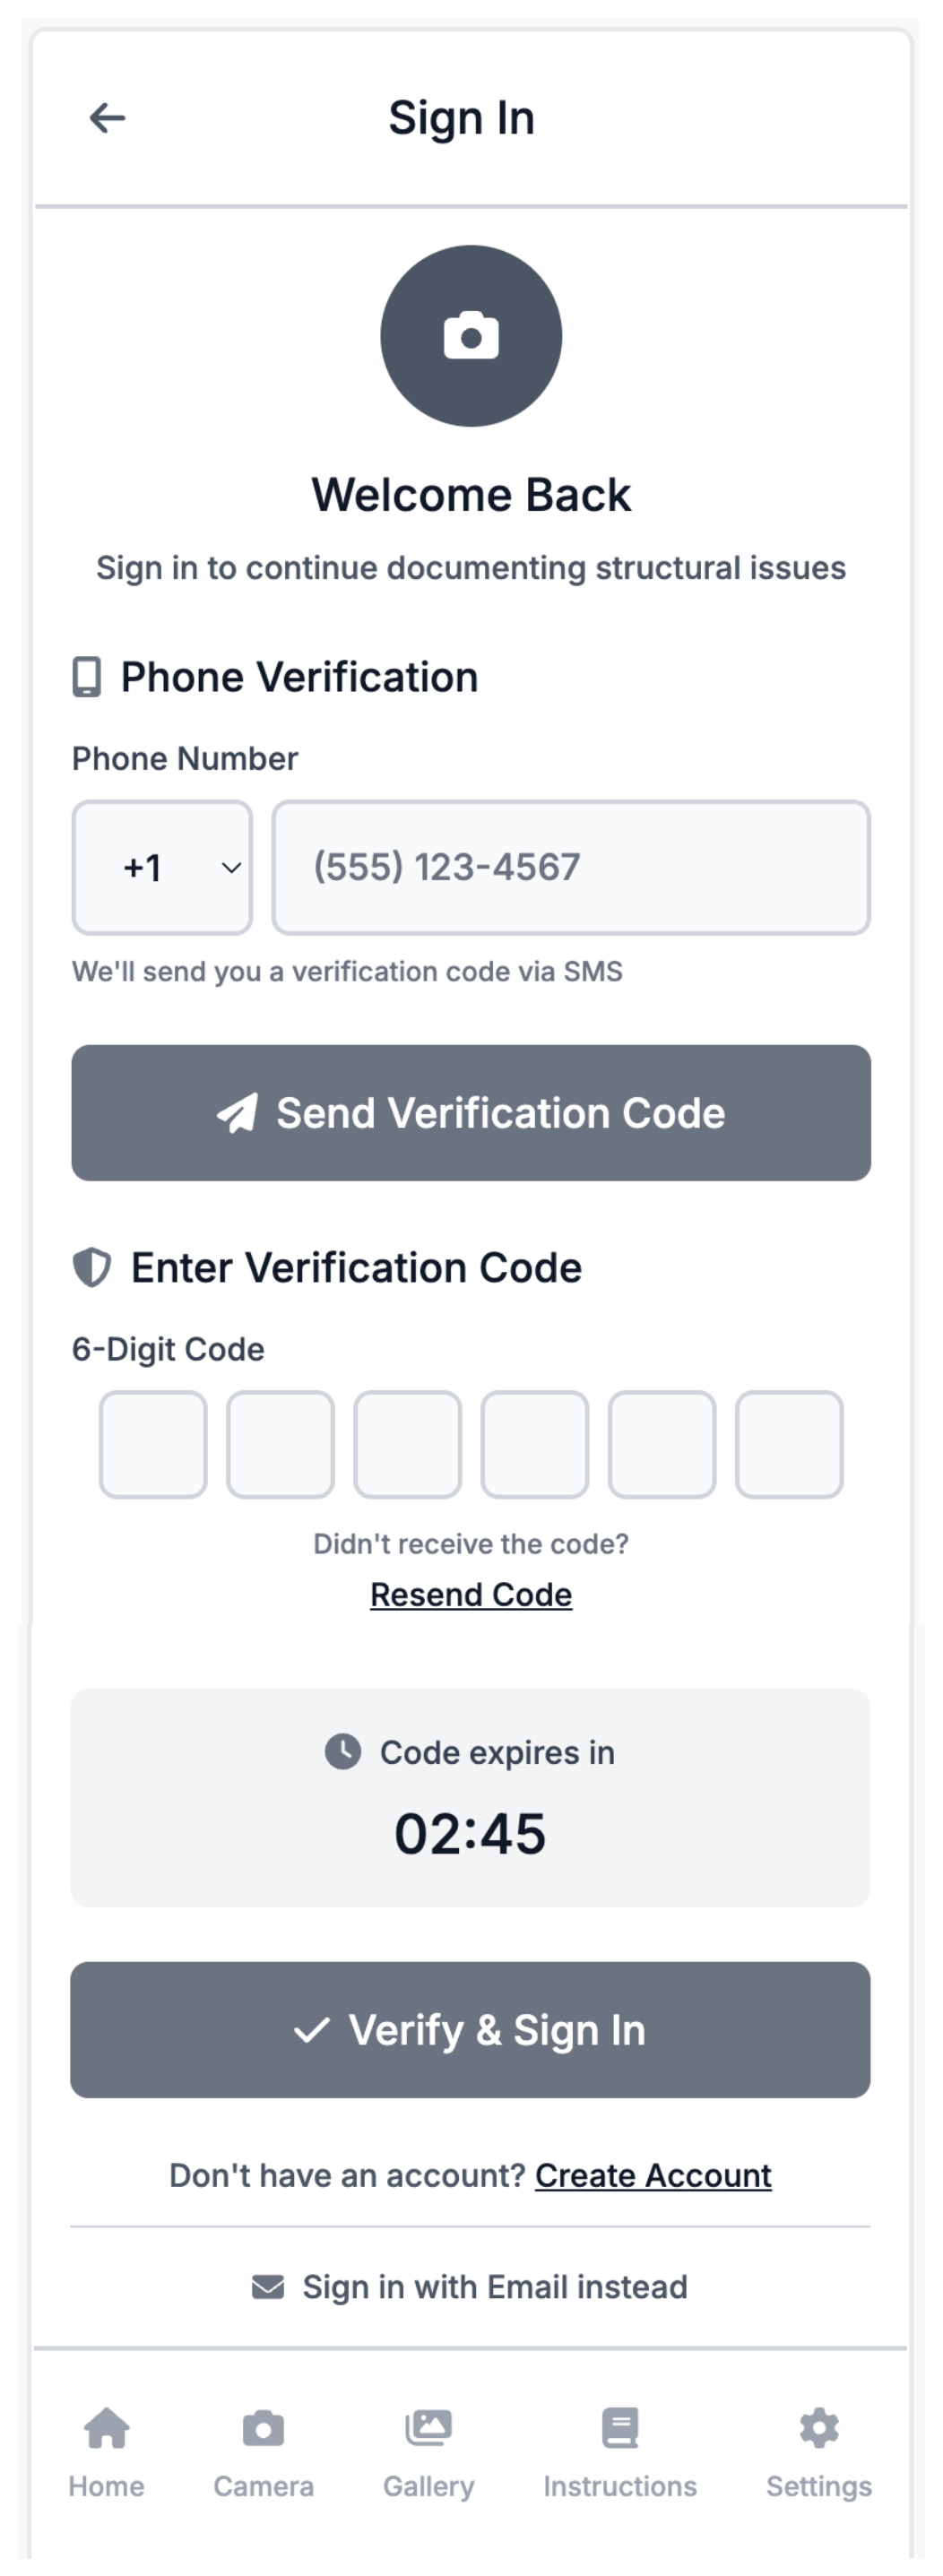 Sign In
Welcome Back
Sign in to continue documenting structural issues
Phone Verification
Phone Number
+1
(555) 123-4567
We'll send you a verification code via SMS
Send Verification Code
Enter Verification Code
6-Digit Code
Didn't receive the code?
Resend Code
Code expires in
02:45
Verify & Sign In
Don't have an account? Create Account
Sign in with Email instead
Home Camera Gallery Instructions Settings